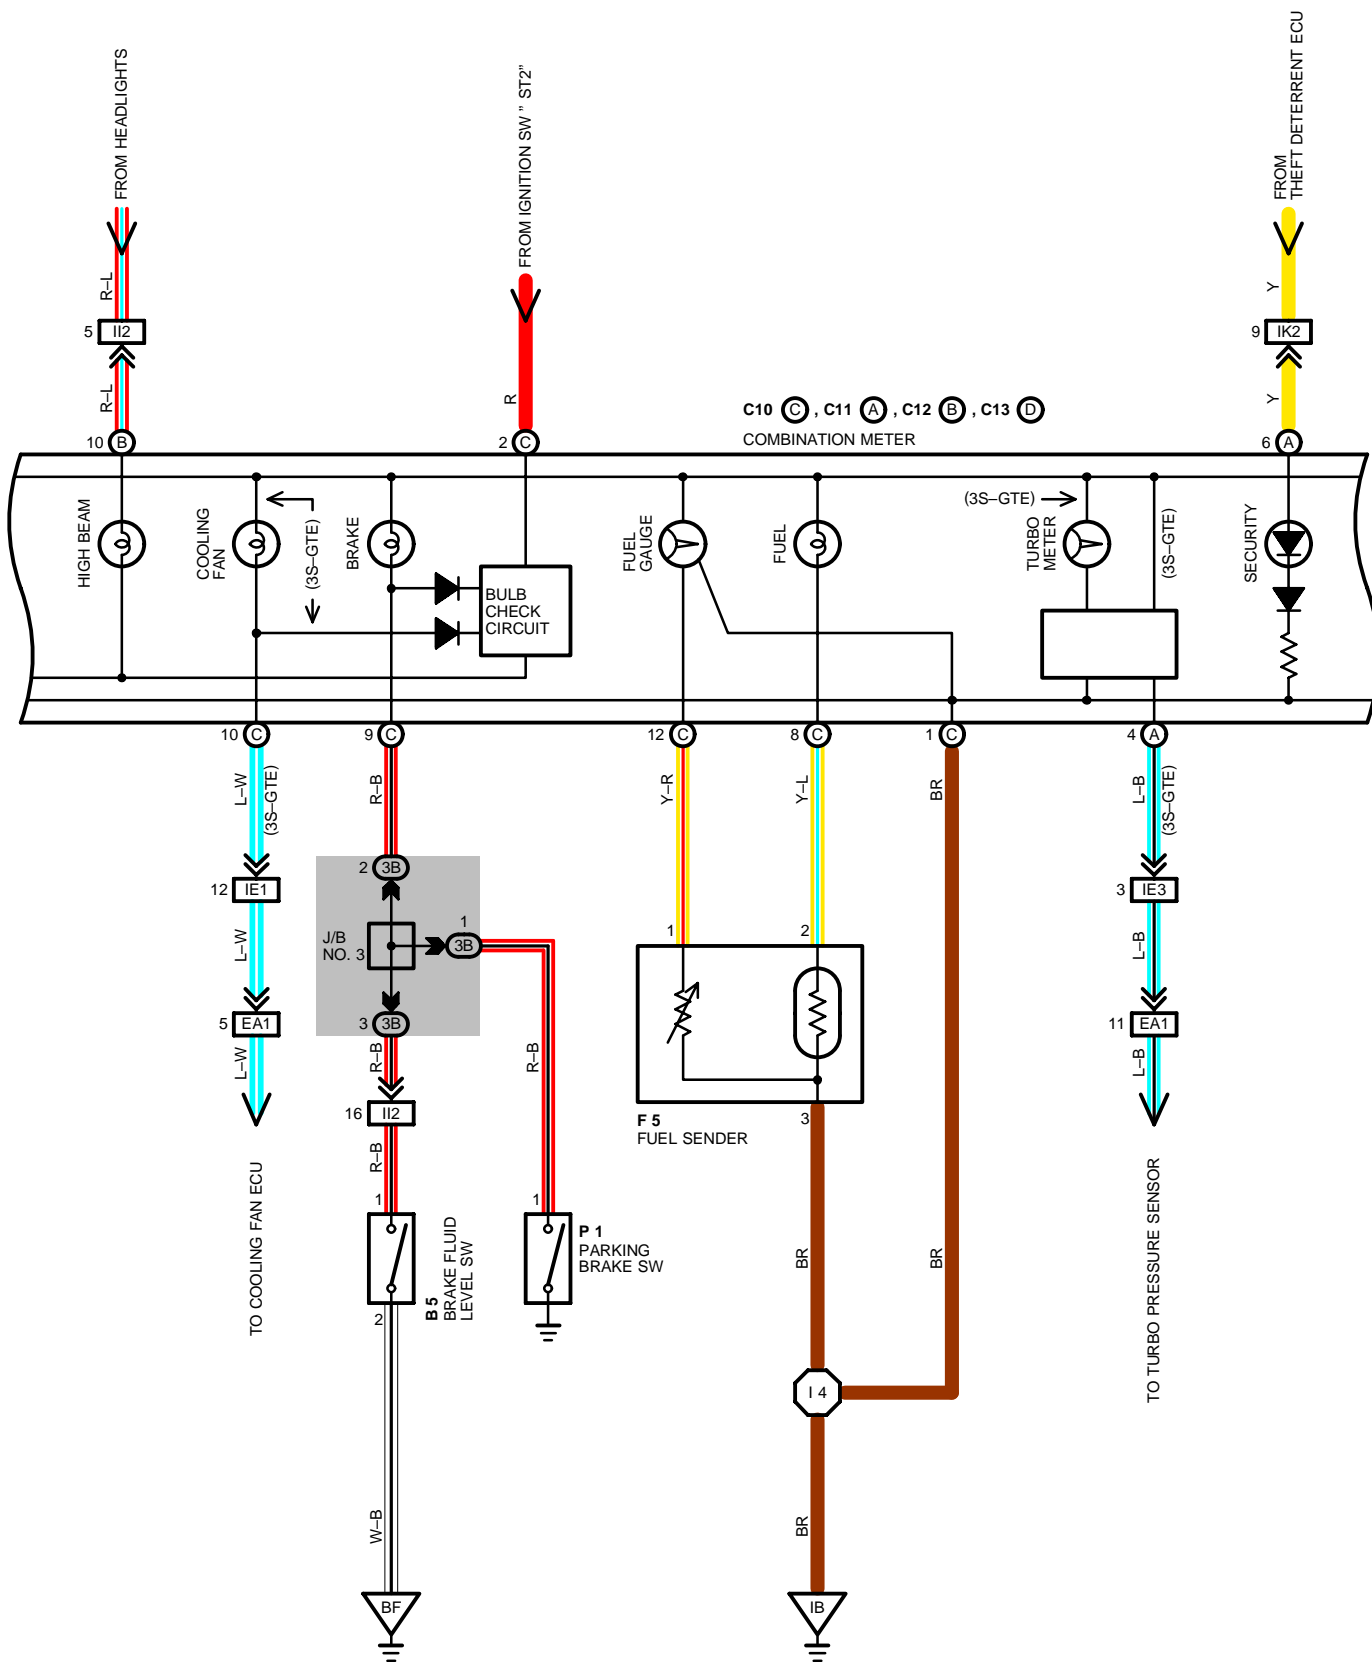 FROM HEADLIGHTS
FROM IGNITION SW " ST2"
FROM
THEFT DETERRENT ECU
R–L
Y
5 II2
9 IK2
R–L
R
Y
C10 C , C11 A , C12 B , C13 D
COMBINATION METER
10 B
2 C
6 A
HIGH BEAM
COOLING
FAN
(3S–GTE)
BRAKE
BULB
CHECK
CIRCUIT
FUEL
GAUGE
FUEL
(3S–GTE)
TURBO
METER
(3S–GTE)
SECURITY
10 C
9 C
12 C
8 C
1 C
4 A
L–W
(3S–GTE)
R–B
Y–R
Y–L
BR
L–B
(3S–GTE)
2 3B
12 IE1
3 IE3
J/B
NO. 3
1
3B
1
2
L–W
L–B
5 EA1
3 3B
11 EA1
L–W
R–B
R–B
L–B
16 II2
F 5
FUEL SENDER
3
R–B
1
1
TO COOLING FAN ECU
B 5
BRAKE FLUID
LEVEL SW
P 1
PARKING
BRAKE SW
BR
BR
TO TURBO PRESSURE SENSOR
2
I 4
W–B
BR
BF
IB